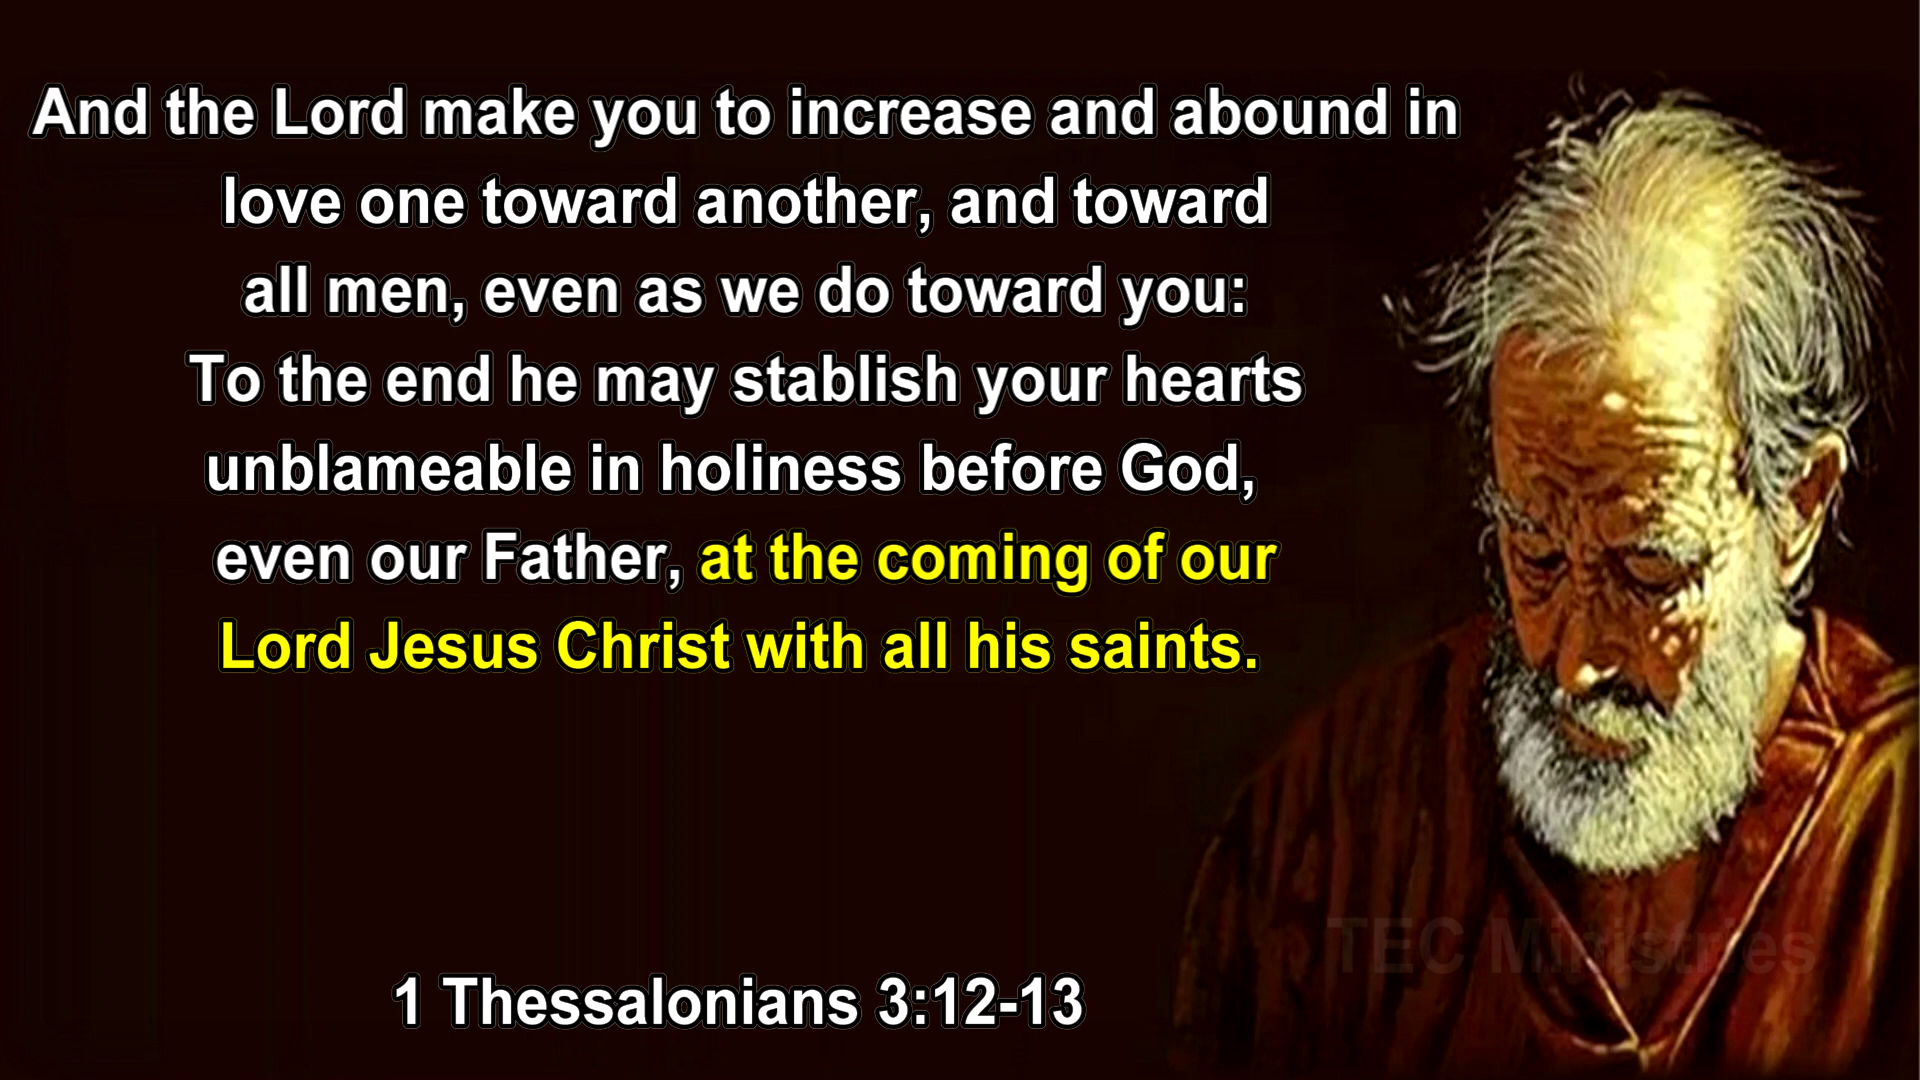 And the Lord make you to increase and abound in
love one toward another, and toward
all men, even as we do toward you:
To the end he may stablish your hearts
unblameable in holiness before God,
even our Father, at the coming of our
Lord Jesus Christ with all his saints.
TEC Ministries
1 Thessalonians 3:12-13